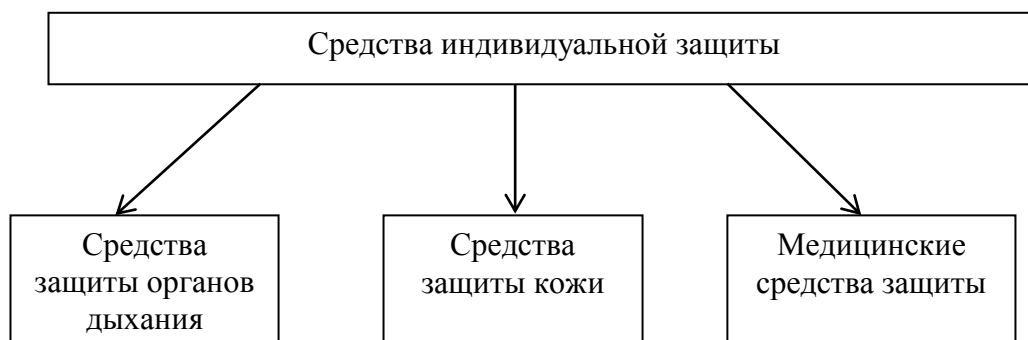 Средства индивидуальной защиты
Средства
защиты органов
дыхания
Средства
защиты кожи
Медицинские
средства защиты